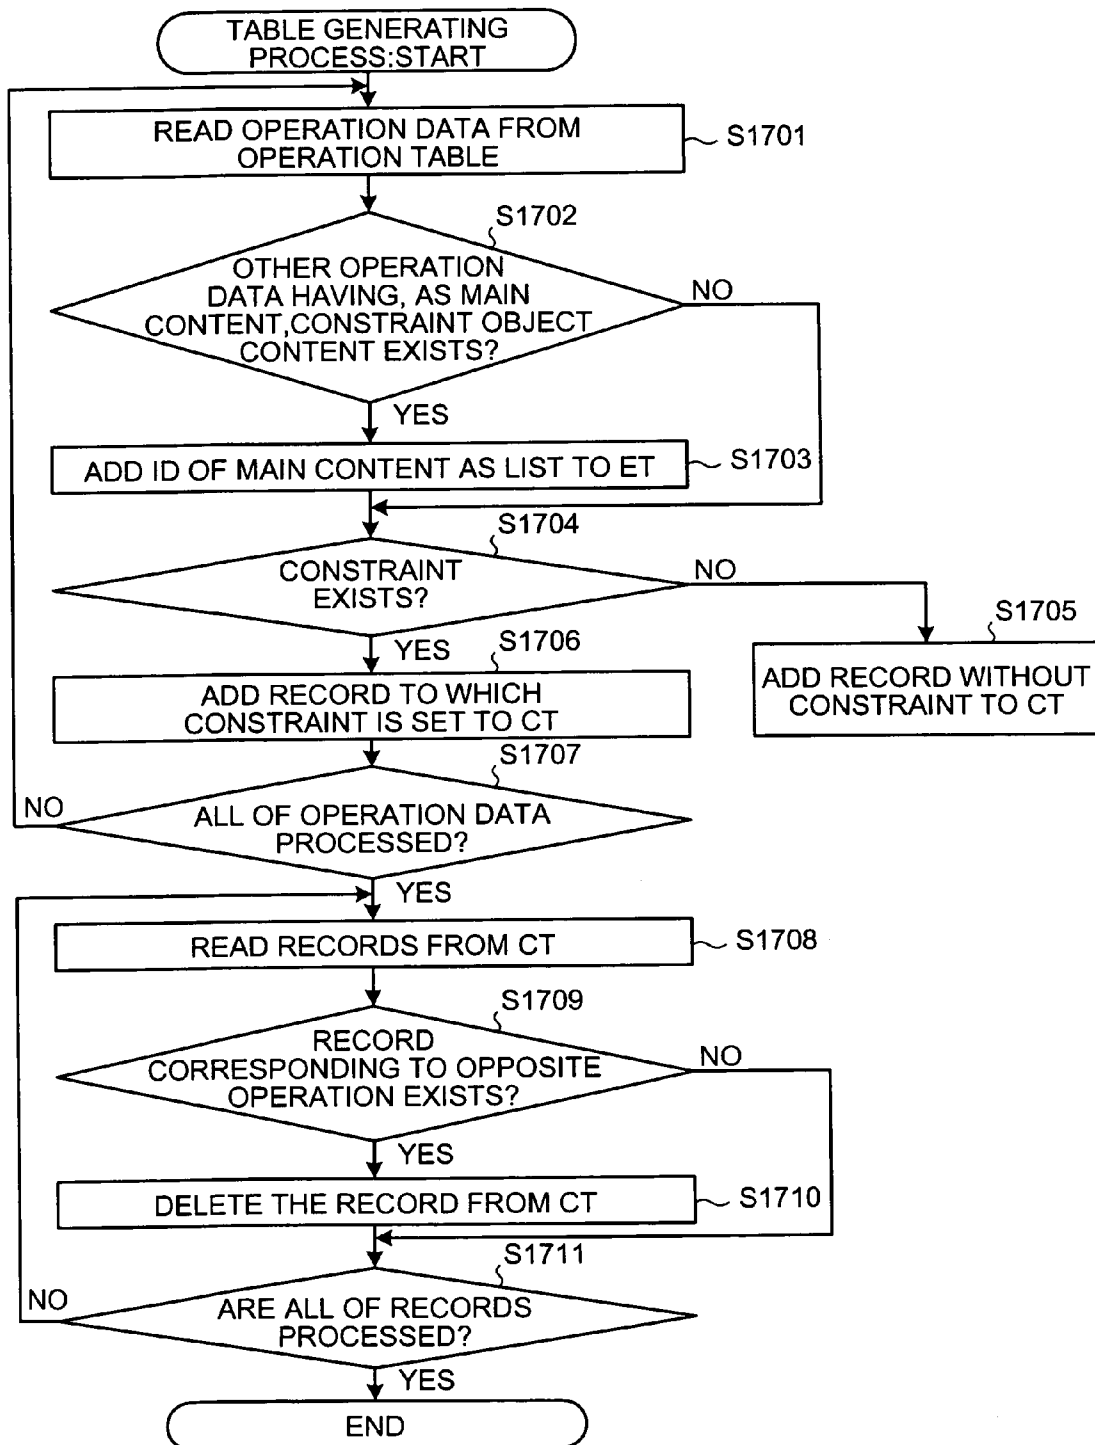 TABLE GENERATING
PROCESS:START
READ OPERATION DATA FROM
OPERATION TABLE
S1701
S1702
OTHER OPERATION
DATA HAVING, AS MAIN
CONTENT,CONSTRAINT OBJECT
CONTENT EXISTS?
NO
YES
ADD ID OF MAIN CONTENT AS LIST TO ET
S1703
S1704
CONSTRAINT
EXISTS?
NO
YES
S1705
ADD RECORD WITHOUT
CONSTRAINT TO CT
S1706
ADD RECORD TO WHICH
CONSTRAINT IS SET TO CT
S1707
NO
ALL OF OPERATION DATA
PROCESSED?
YES
READ RECORDS FROM CT
S1708
S1709
RECORD
CORRESPONDING TO OPPOSITE
OPERATION EXISTS?
NO
YES
DELETE THE RECORD FROM CT
S1710
S1711
NO
ARE ALL OF RECORDS
PROCESSED?
YES
END